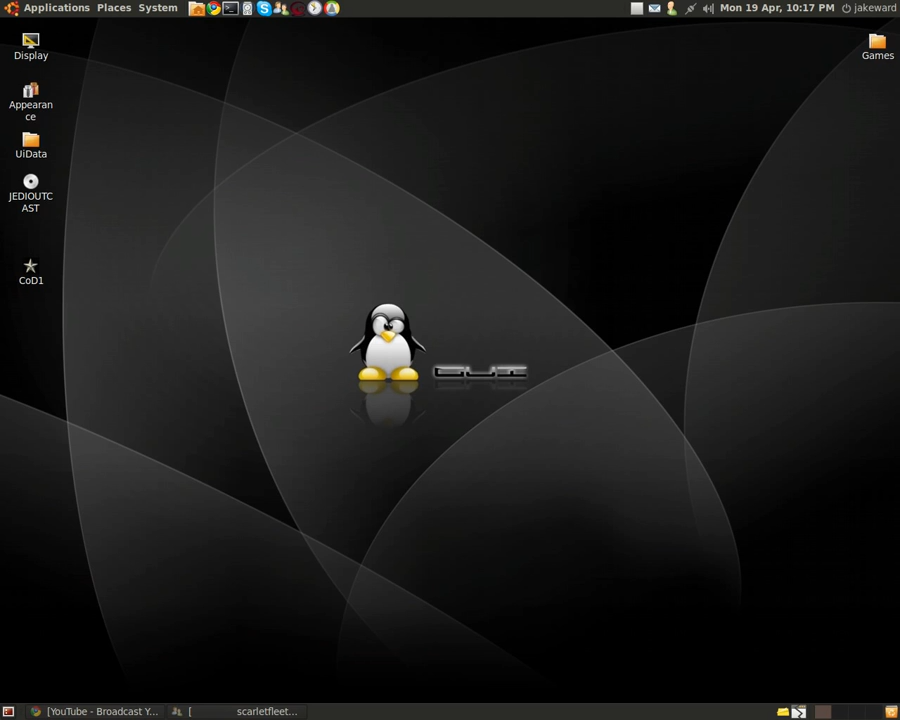 Applications Places System
Mon 19 Apr, 10:17 PM jakeward
Display
Games
Appearan
ce
UiData
JEDIOUTC
AST
CoD1
GUI
[YouTube - Broadcast Y... [ scarletfleet...